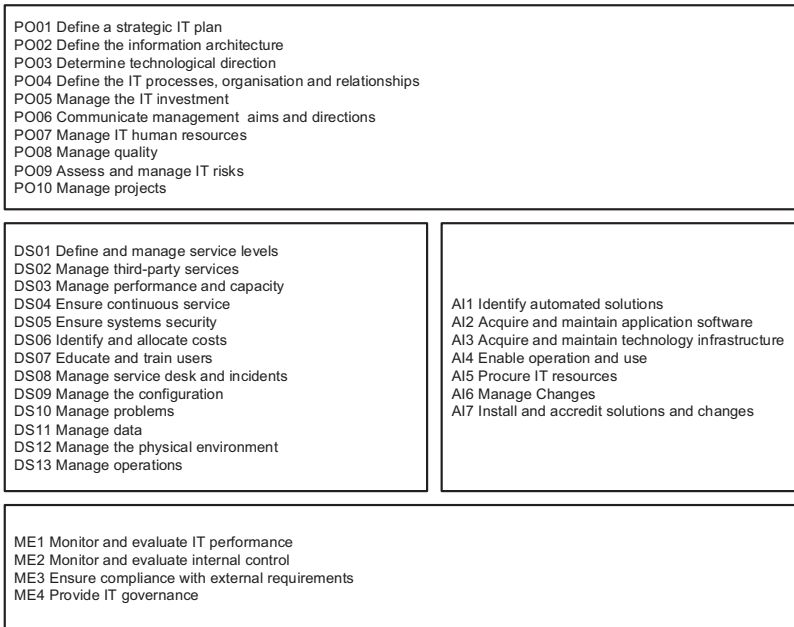 PO01 Define a strategic IT plan
PO02 Define the information architecture
PO03 Determine technological direction
PO04 Define the IT processes, organisation and relationships
PO05 Manage the IT investment
PO06 Communicate management aims and directions
PO07 Manage IT human resources
PO08 Manage quality
PO09 Assess and manage IT risks
PO10 Manage projects
DS01 Define and manage service levels
DS02 Manage third-party services
DS03 Manage performance and capacity
DS04 Ensure continuous service
DS05 Ensure systems security
DS06 Identify and allocate costs
DS07 Educate and train users
DS08 Manage service desk and incidents
DS09 Manage the configuration
DS10 Manage problems
DS11 Manage data
DS12 Manage the physical environment
DS13 Manage operations
AI1 Identify automated solutions
AI2 Acquire and maintain application software
AI3 Acquire and maintain technology infrastructure
AI4 Enable operation and use
AI5 Procure IT resources
AI6 Manage Changes
AI7 Install and accredit solutions and changes
ME1 Monitor and evaluate IT performance
ME2 Monitor and evaluate internal control
ME3 Ensure compliance with external requirements
ME4 Provide IT governance